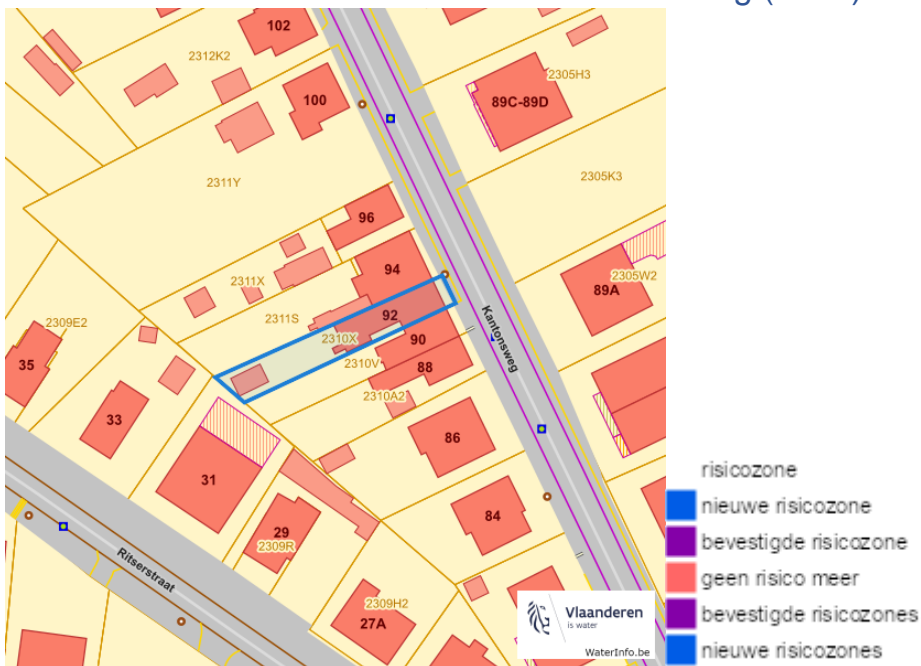 102
2312K2
2305H3
89C-89D
100
2311Y
2305K3
96
94
2305W2
89A
2311X
2311S
92
Kantonsweg
2309E2
2310X
90
35
2310V
88
2310A2
33
86
31
84
29
2309R
Ritserstraat
2309H2
27A
Vlaanderen
is water
WaterInfo.be
risicozone
nieuwe risicozone
bevestigde risicozone
geen risico meer
bevestigde risicozones
nieuwe risicozones